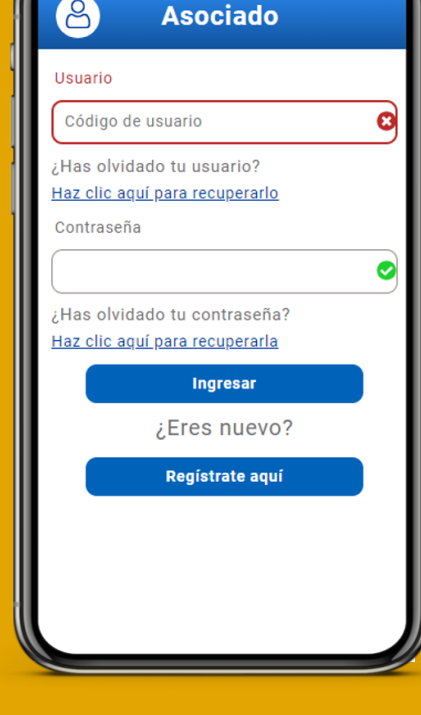 Asociado
Usuario
Código de usuario
¿Has olvidado tu usuario?
Haz clic aquí para recuperarlo
Contraseña
¿Has olvidado tu contraseña?
Haz clic aquí para recuperarla
Ingresar
¿Eres nuevo?
Regístrate aquí